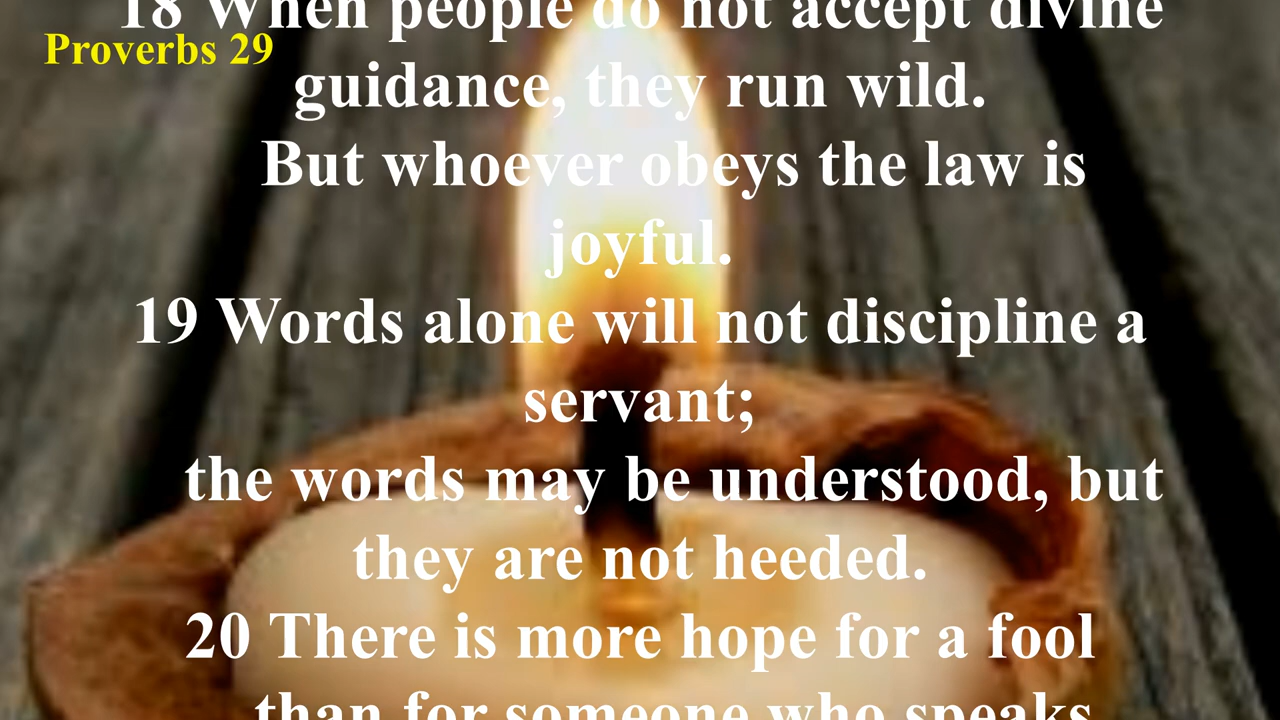 18 When people do not accept divine
Proverbs 29
guidance, they run wild.
But whoever obeys the law is
joyful.
19 Words alone will not discipline a
servant;
the words may be understood, but
they are not heeded.
20 There is more hope for a fool
than for someone who speaks